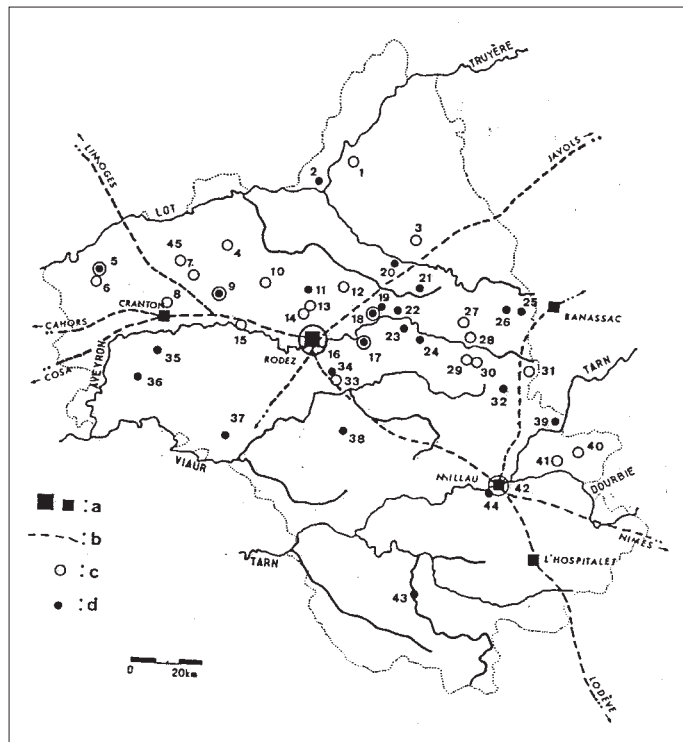 TRUYÈRE
LIMOGES
JAVOLS
1
2
LOT
3
45
4
5
7
20
21
6
9
10
11
12
19
25
8
13
22
26
CRANTON
14
18
27
BANASSAC
CAHORS
23
28
15
16
17
24
TARN
COSA
AVEYRON
RODEZ
35
34
29
30
31
36
33
32
39
37
38
40
VIAUR
41
MILLAU
42
DOURBIE
44
: a
: b
NIMES
TARN
L'HOSPITALET
: c
43
: d
0
20km
LODÈVE